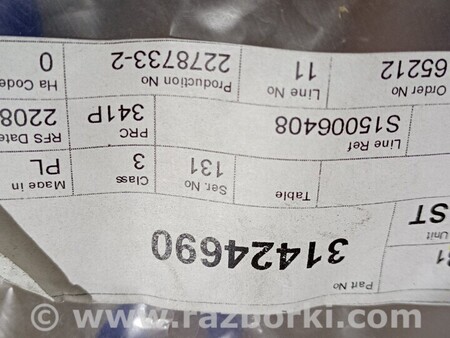 Part No
31424690
31
Unit
ST
Table
Ser. No
131
Class
3
Made in
PL
Line Ref
S15006408
PRC
341P
RFS Date
2208
Order No
65212
Line No
11
Production No
2278733-2
Ha Code
0
www.razborki.com